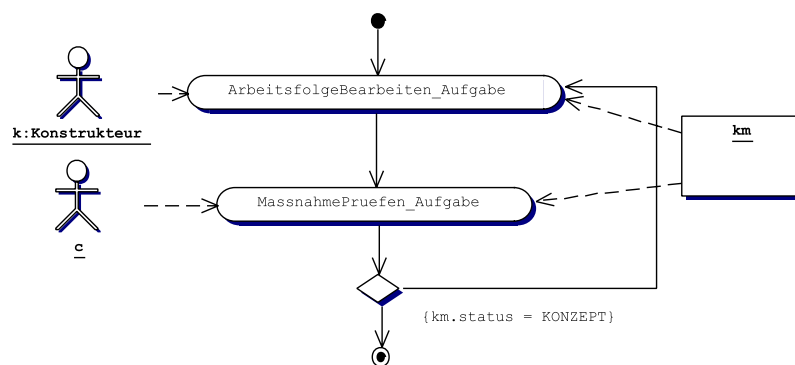 ArbeitsfolgeBearbeiten_Aufgabe
k:Konstrukteur
km
MassnahmePruefen_Aufgabe
c
{km.status = KONZEPT}